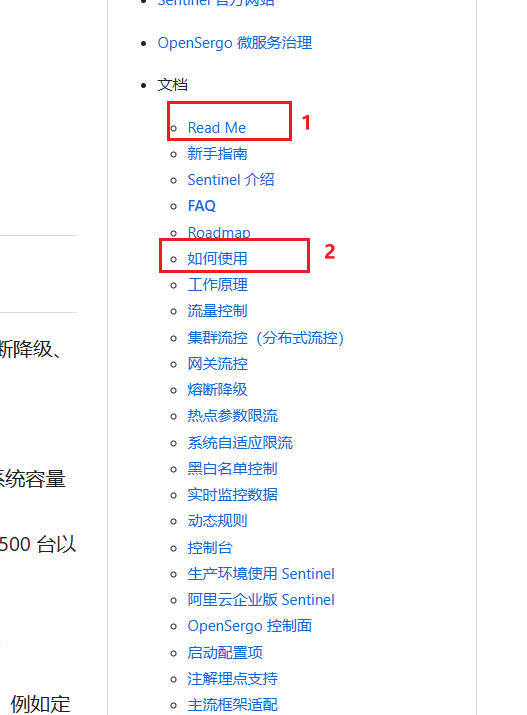 Sentinel 官方网站
OpenSergo 微服务治理
文档
Read Me
1
新手指南
Sentinel 介绍
FAQ
Roadmap
如何使用
2
工作原理
流量控制
断降级、
集群流控（分布式流控）
网关流控
熔断降级
热点参数限流
系统自适应限流
系统容量
黑白名单控制
实时监控数据
动态规则
500 台以
控制台
生产环境使用 Sentinel
阿里云企业版 Sentinel
OpenSergo 控制面
启动配置项
注解埋点支持
例如定
主流框架适配